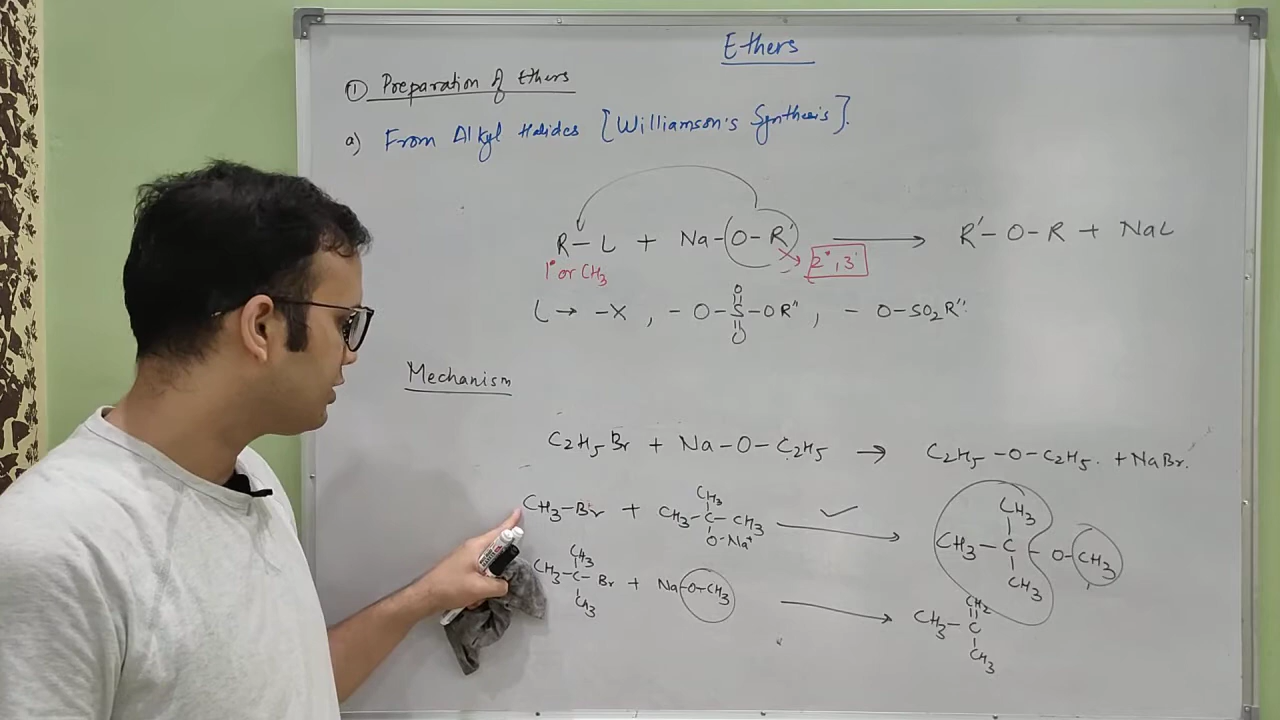 Ethers
① Preparation of Ethers
a) From Alkyl Halides [Williamson's Synthesis].
R-L + Na-O-R' → R'-O-R + NaL
1° or CH3
2°, 3°
L → -X, -O-S-OR'', -O-SO2R''
O
O
Mechanism
C2H5Br + Na-O-C2H5 → C2H5-O-C2H5. + NaBr.
CH3
CH3-Br + CH3-C-CH3 ✓→
O-Na+
CH3
CH3-C-O-CH3
CH3
CH3
CH3-C-Br + Na-O-CH3 →
CH3
CH2
CH3-C
CH3